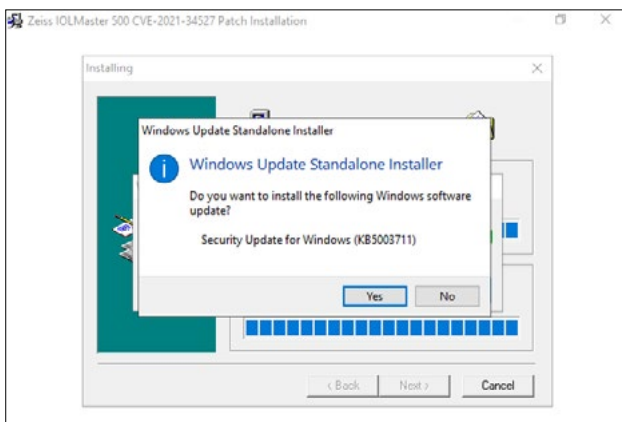 Zeiss IOLMaster 500 CVE-2021-34527 Patch Installation
Installing
Windows Update Standalone Installer
Windows Update Standalone Installer
Do you want to install the following Windows software
update?
Security Update for Windows (KB5003711)
Yes No
< Back Next > Cancel